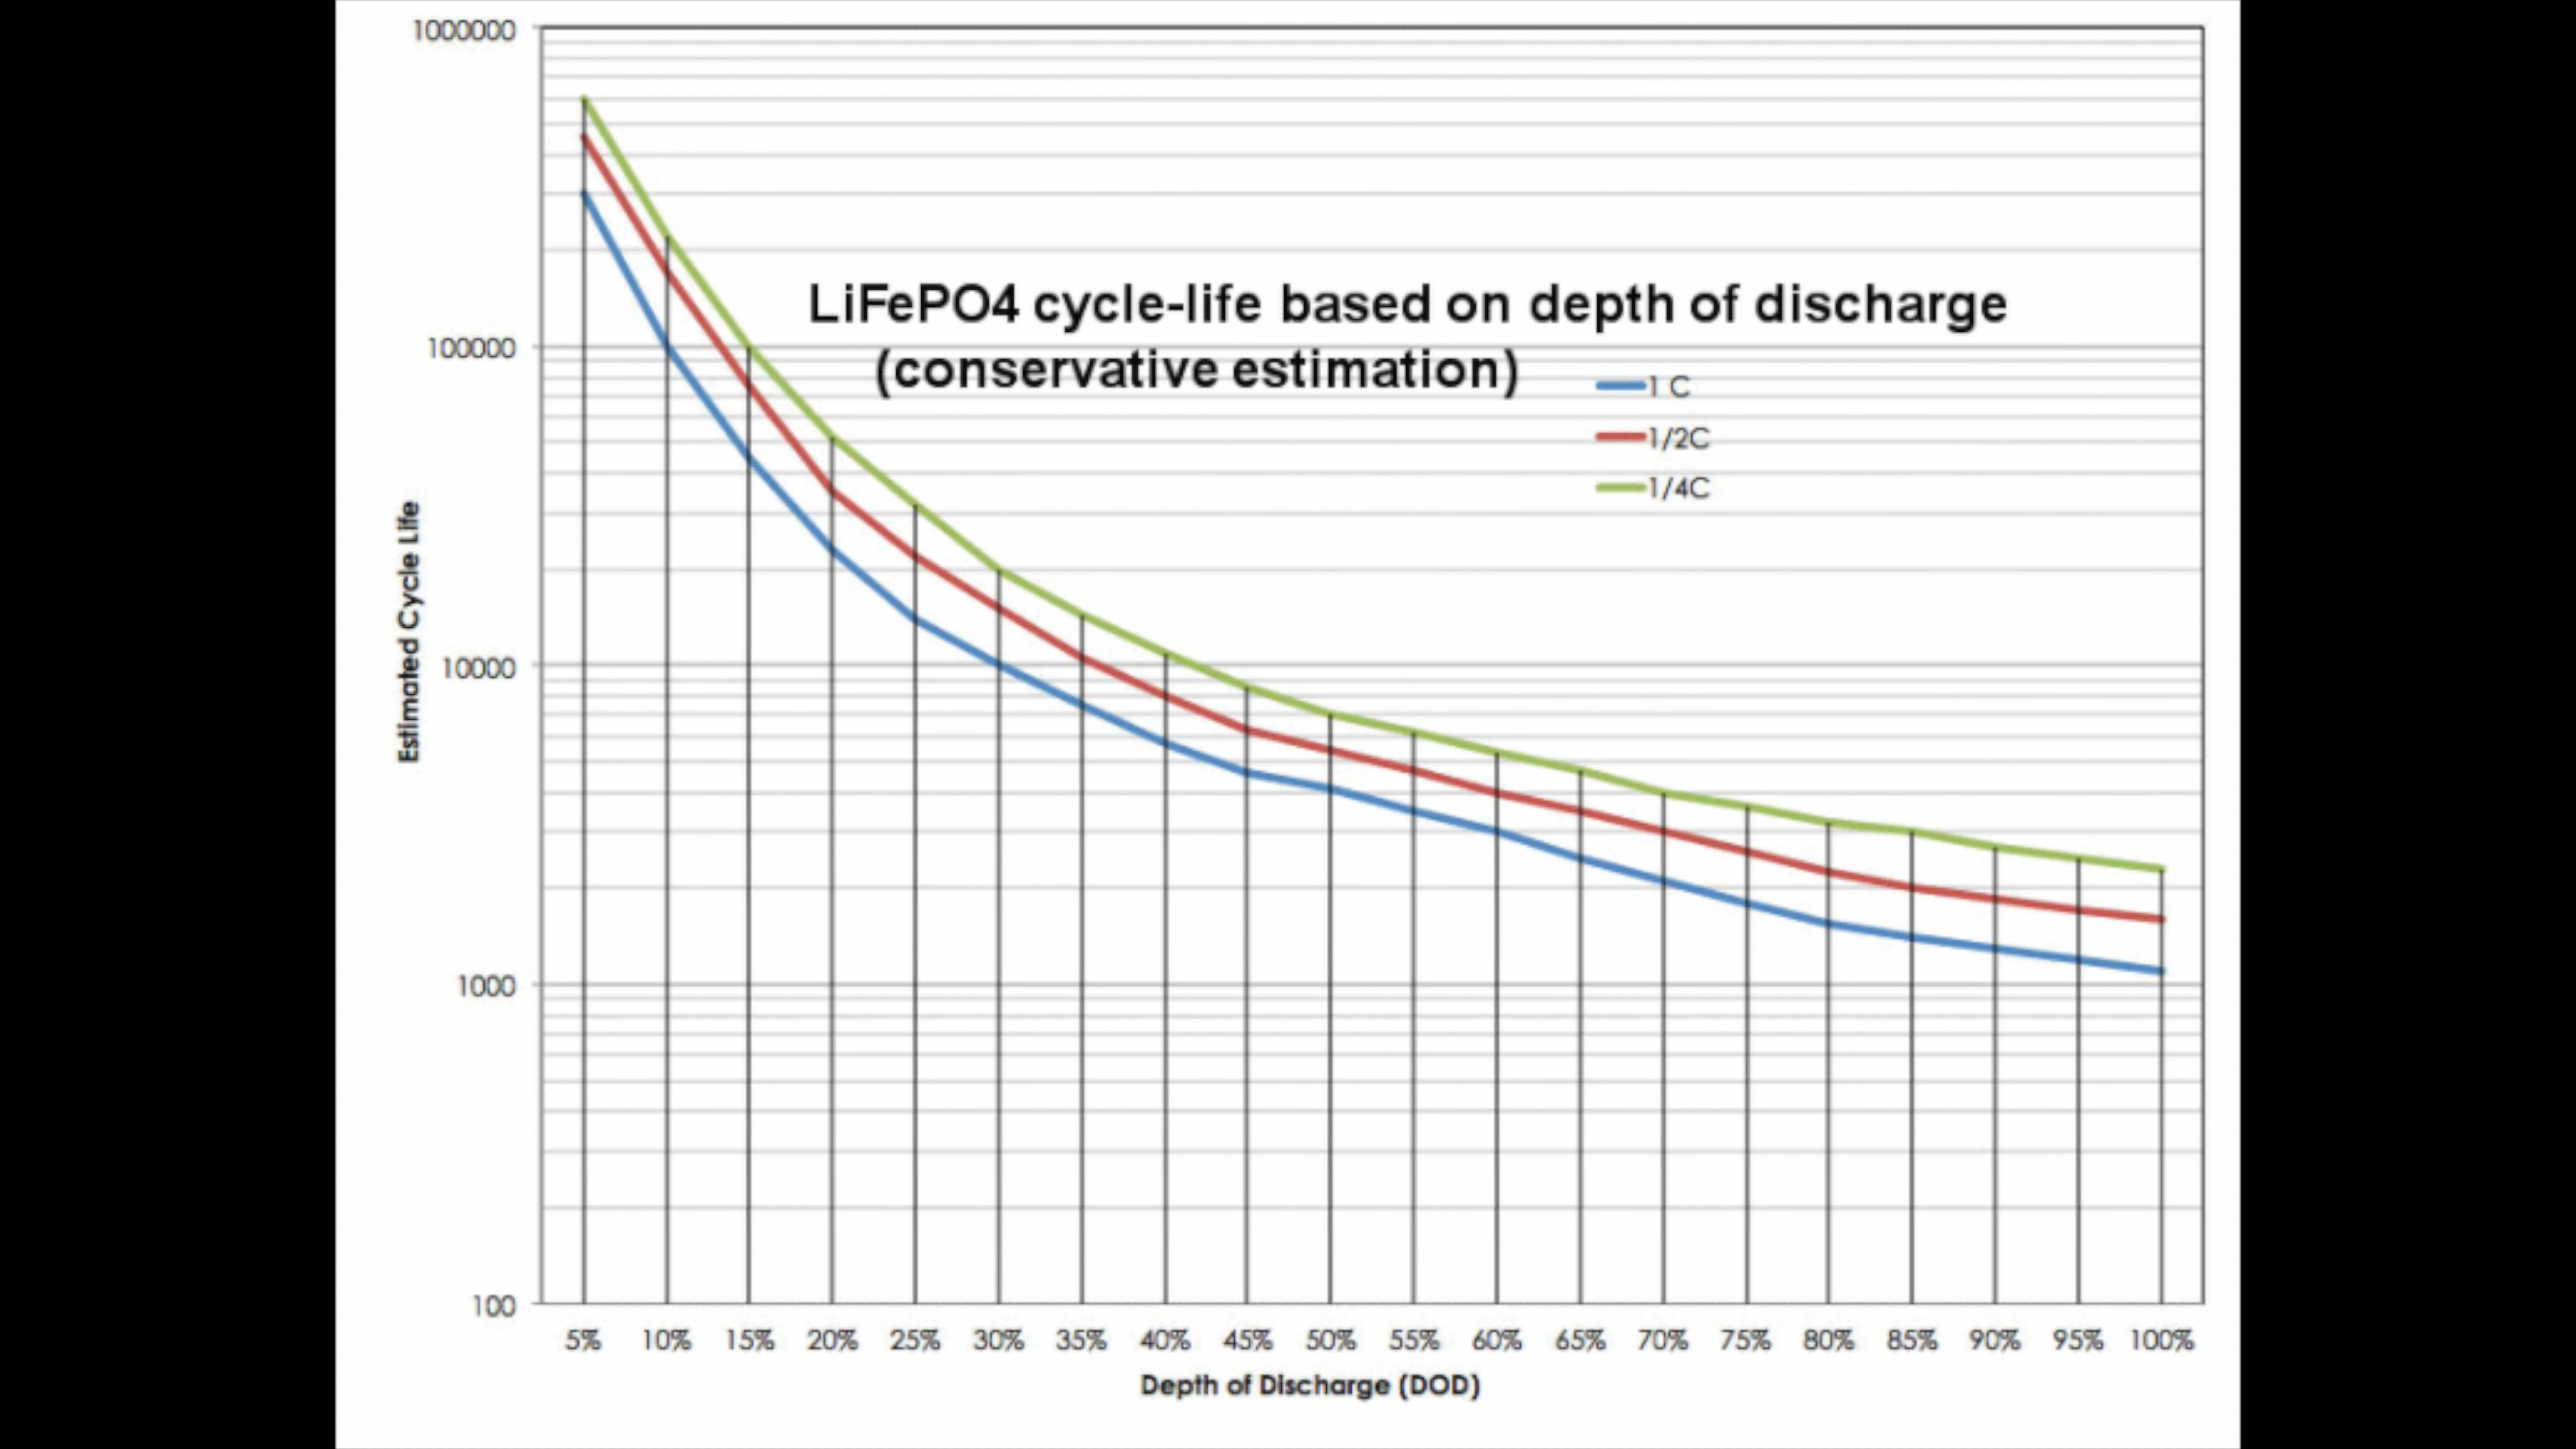 1000000
LiFePO4 cycle-life based on depth of discharge
(conservative estimation)
100000
1 C
1/2C
1/4C
Estimated Cycle Life
10000
1000
100
5% 10% 15% 20% 25% 30% 35% 40% 45% 50% 55% 60% 65% 70% 75% 80% 85% 90% 95% 100%
Depth of Discharge (DOD)